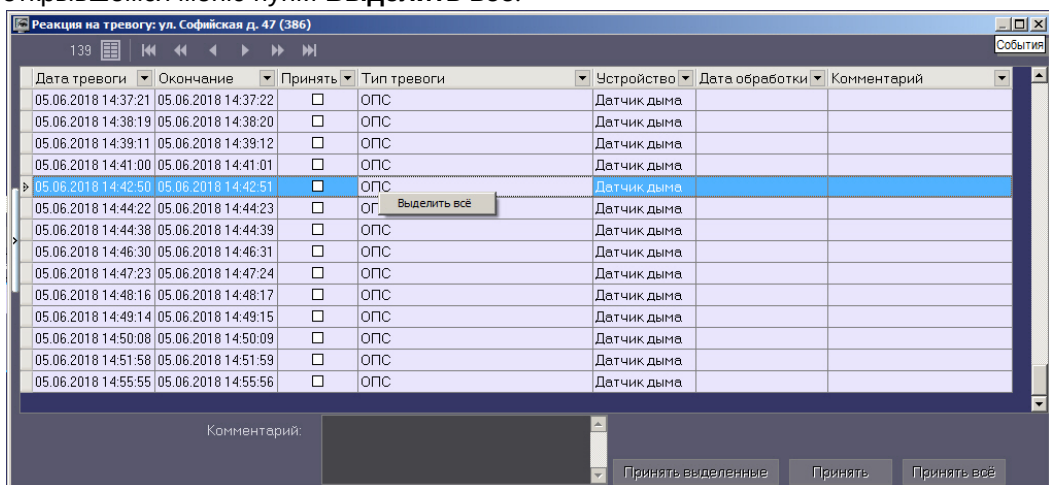 открывшемся меню пункт Выделить все.
Реакция на тревогу: ул. Софийская д. 47 (386)
139
События
Дата тревоги Окончание Принять Тип тревоги Устройство Дата обработки Комментарий
05.06.2018 14:37:21 05.06.2018 14:37:22 ОПС Датчик дыма
05.06.2018 14:38:19 05.06.2018 14:38:20 ОПС Датчик дыма
05.06.2018 14:39:11 05.06.2018 14:39:12 ОПС Датчик дыма
05.06.2018 14:41:00 05.06.2018 14:41:01 ОПС Датчик дыма
05.06.2018 14:42:50 05.06.2018 14:42:51 ОПС Датчик дыма
Выделить всё
05.06.2018 14:44:22 05.06.2018 14:44:23 Датчик дыма
05.06.2018 14:44:38 05.06.2018 14:44:39 ОПС Датчик дыма
05.06.2018 14:46:30 05.06.2018 14:46:31 ОПС Датчик дыма
05.06.2018 14:47:23 05.06.2018 14:47:24 ОПС Датчик дыма
05.06.2018 14:48:16 05.06.2018 14:48:17 ОПС Датчик дыма
05.06.2018 14:49:14 05.06.2018 14:49:15 ОПС Датчик дыма
05.06.2018 14:50:08 05.06.2018 14:50:09 ОПС Датчик дыма
05.06.2018 14:51:58 05.06.2018 14:51:59 ОПС Датчик дыма
05.06.2018 14:55:55 05.06.2018 14:55:56 ОПС Датчик дыма
Комментарий:
Принять выделенные Принять Принять всё